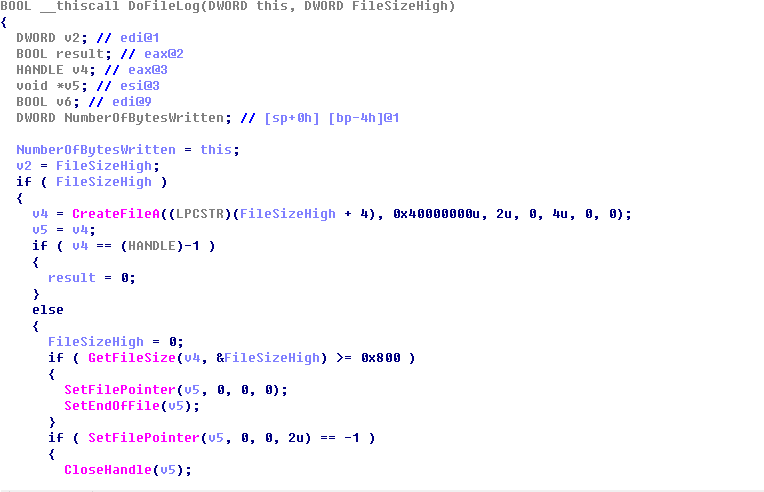 BOOL __thiscall DoFileLog(DWORD this, DWORD FileSizeHigh)
{
  DWORD v2; // edi@1
  BOOL result; // eax@2
  HANDLE v4; // eax@3
  void *v5; // esi@3
  BOOL v6; // edi@9
  DWORD NumberOfBytesWritten; // [sp+0h] [bp-4h]@1

  NumberOfBytesWritten = this;
  v2 = FileSizeHigh;
  if ( FileSizeHigh )
  {
    v4 = CreateFileA((LPCSTR)(FileSizeHigh + 4), 0x40000000u, 2u, 0, 4u, 0, 0);
    v5 = v4;
    if ( v4 == (HANDLE)-1 )
    {
      result = 0;
    }
    else
    {
      FileSizeHigh = 0;
      if ( GetFileSize(v4, &FileSizeHigh) >= 0x800 )
      {
        SetFilePointer(v5, 0, 0, 0);
        SetEndOfFile(v5);
      }
      if ( SetFilePointer(v5, 0, 0, 2u) == -1 )
      {
        CloseHandle(v5);